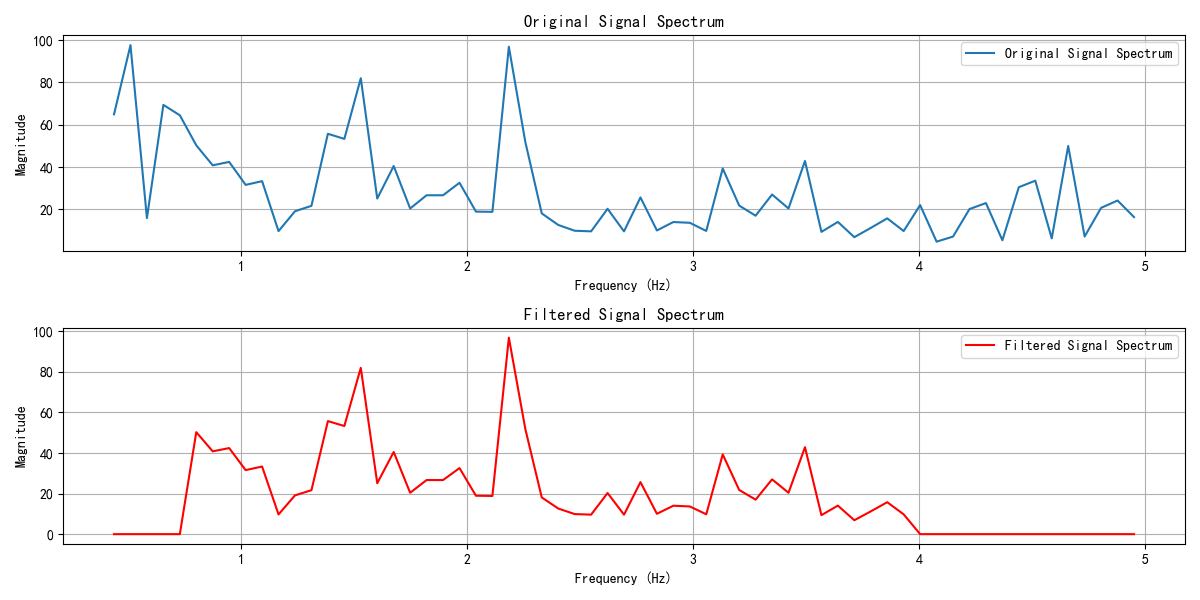 Original Signal Spectrum
100
80
60
40
20
Magnitude
Original Signal Spectrum
1
2
3
4
5
Frequency (Hz)
Filtered Signal Spectrum
100
80
60
40
20
0
Magnitude
Filtered Signal Spectrum
1
2
3
4
5
Frequency (Hz)